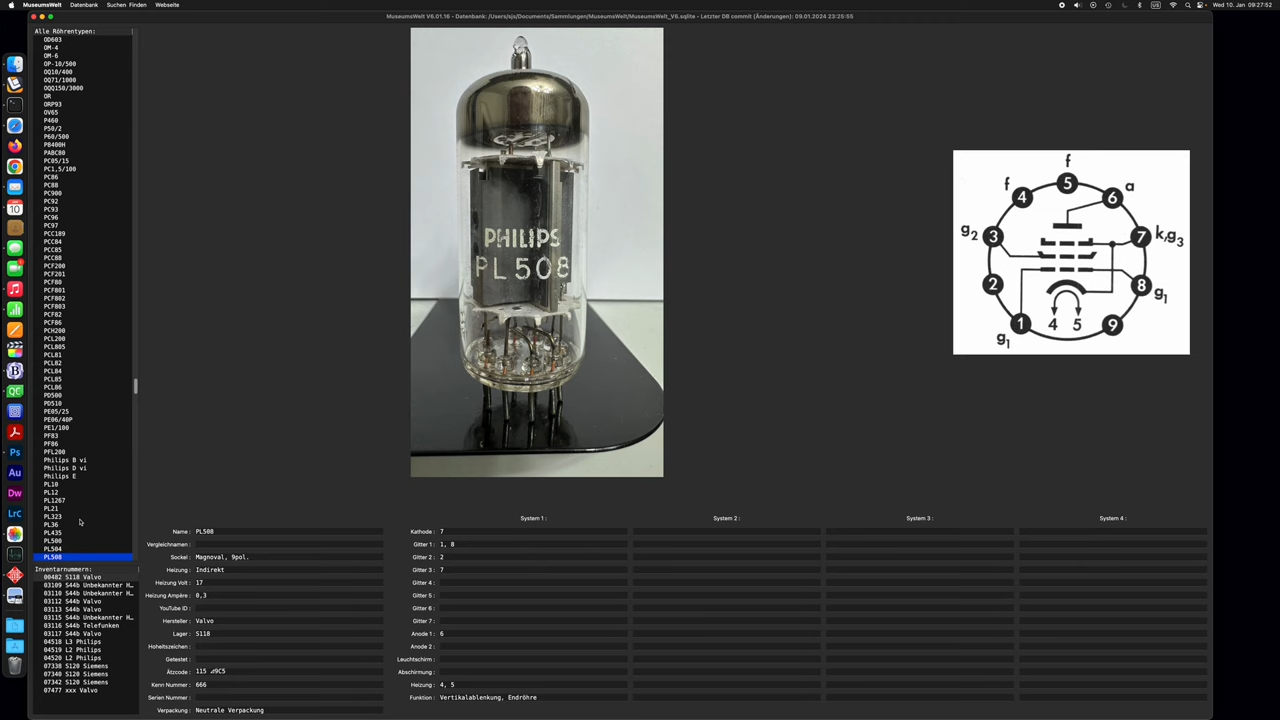 MuseumsWelt Datenbank Suchen Finden Webseite
US
Wed 10. Jan 09:27:52
MuseumsWelt V6.01.16 - Datenbank: /Users/sjs/Documents/Sammlungen/MuseumsWelt/MuseumsWelt_V6.sqlite - Letzter DB commit (Änderungen): 09.01.2024 23:25:55
Alle Röhrentypen:
OD603
OM-4
OM-6
OP-10/500
OQ10/400
OQ71/1000
OQQ150/3000
OR
ORP93
OV65
P460
P50/2
P60/500
P8400H
PABC80
PC05/15
PC1,5/100
PC86
PC88
PC900
PC92
PC93
PC96
PC97
PCC189
PCC84
PCC85
PCC88
PCF200
PCF201
PCF80
PCF801
PCF802
PCF803
PCF82
PCF86
PCH200
PCL200
PCL805
PCL81
PCL82
PCL84
PCL85
PCL86
PD500
PD510
PE05/25
PE06/40P
PE1/100
PF83
PF86
PFL200
Philips B vi
Philips D vi
Philips E
PL10
PL12
PL1267
PL21
PL323
PL36
PL435
PL500
PL504
PL508
Inventarnummern:
00482 S118 Valvo
03109 S44b Unbekannter H…
03110 S44b Unbekannter H…
03112 S44b Valvo
03113 S44b Valvo
03115 S44b Unbekannter H…
03116 S44b Telefunken
03117 S44b Valvo
04518 L3 Philips
04519 L2 Philips
04520 L2 Philips
07338 S120 Siemens
07340 S120 Siemens
07342 S120 Siemens
07477 xxx Valvo
10
QC
Ps
Au
Dw
LrC
PHILIPS
PL508
f
f 5 a
4 6
g2 3 7 k,g3
2 8 g1
1 4 5 9
g1
System 1 : System 2 : System 3 : System 4 :
Name : PL508
Vergleichnamen :
Sockel : Magnoval, 9pol.
Heizung : Indirekt
Heizung Volt : 17
Heizung Ampère : 0,3
YouTube ID :
Hersteller : Valvo
Lager : S118
Hoheitszeichen :
Getestet :
Ätzcode : 115 ⊿9C5
Kenn Nummer : 666
Serien Nummer :
Verpackung : Neutrale Verpackung
Kathode : 7
Gitter 1 : 1, 8
Gitter 2 : 2
Gitter 3 : 7
Gitter 4 :
Gitter 5 :
Gitter 6 :
Gitter 7 :
Anode 1 : 6
Anode 2 :
Leuchtschirm :
Abschirmung :
Heizung : 4, 5
Funktion : Vertikalablenkung, Endröhre